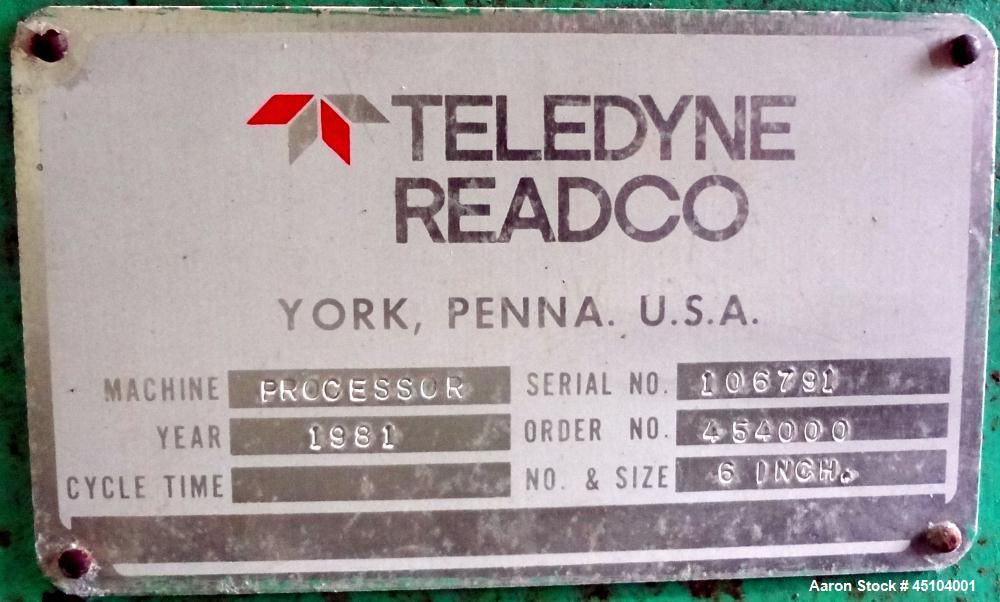 TELEDYNE
READCO
YORK, PENNA. U.S.A.
MACHINE PROCESSOR SERIAL NO. 106791
YEAR 1981 ORDER NO. 454000
CYCLE TIME NO. & SIZE 6 INCH.
Aaron Stock # 45104001